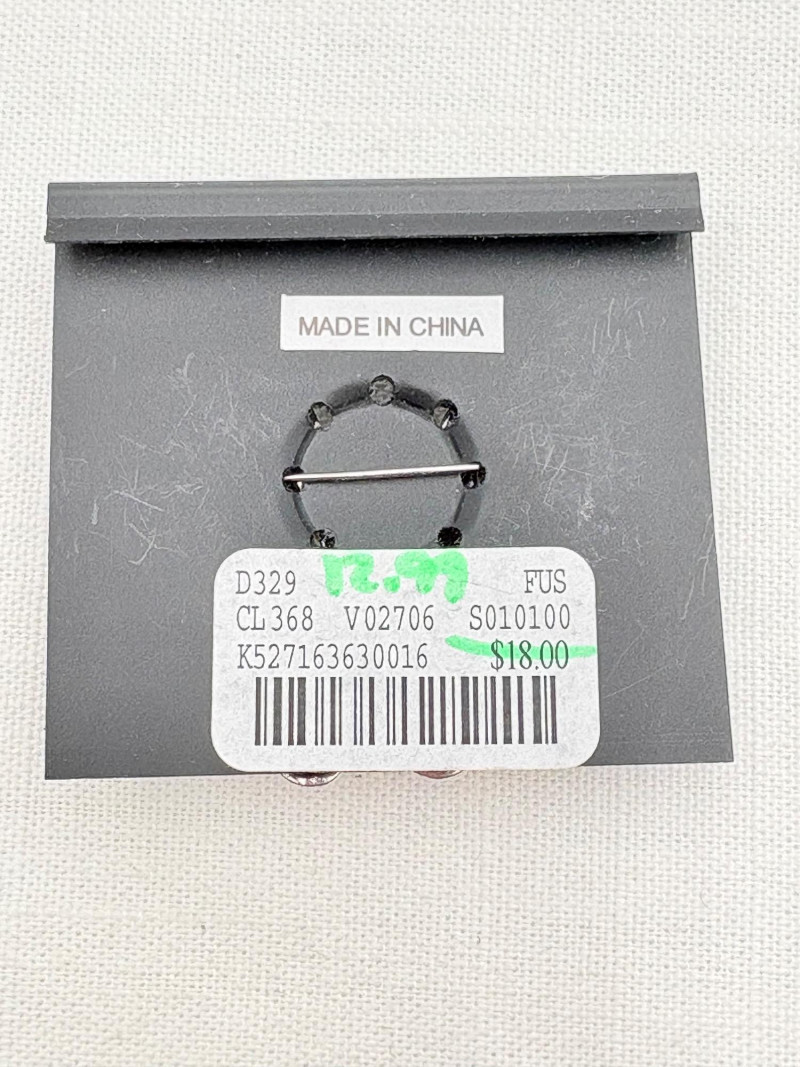 MADE IN CHINA
12.99
D329 FUS
CL368 V02706 S010100
K527163630016 $18.00